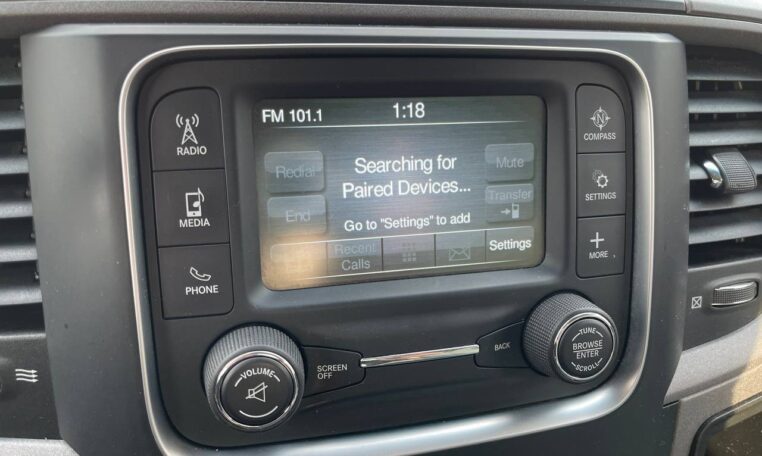 FM 101.1
1:18
RADIO
MEDIA
PHONE
Redial
End
Searching for
Paired Devices...
Go to "Settings" to add
Mute
Transfer
Recent
Calls
Settings
N
COMPASS
SETTINGS
MORE
VOLUME
SCREEN
OFF
BACK
TUNE
BROWSE
ENTER
SCROLL